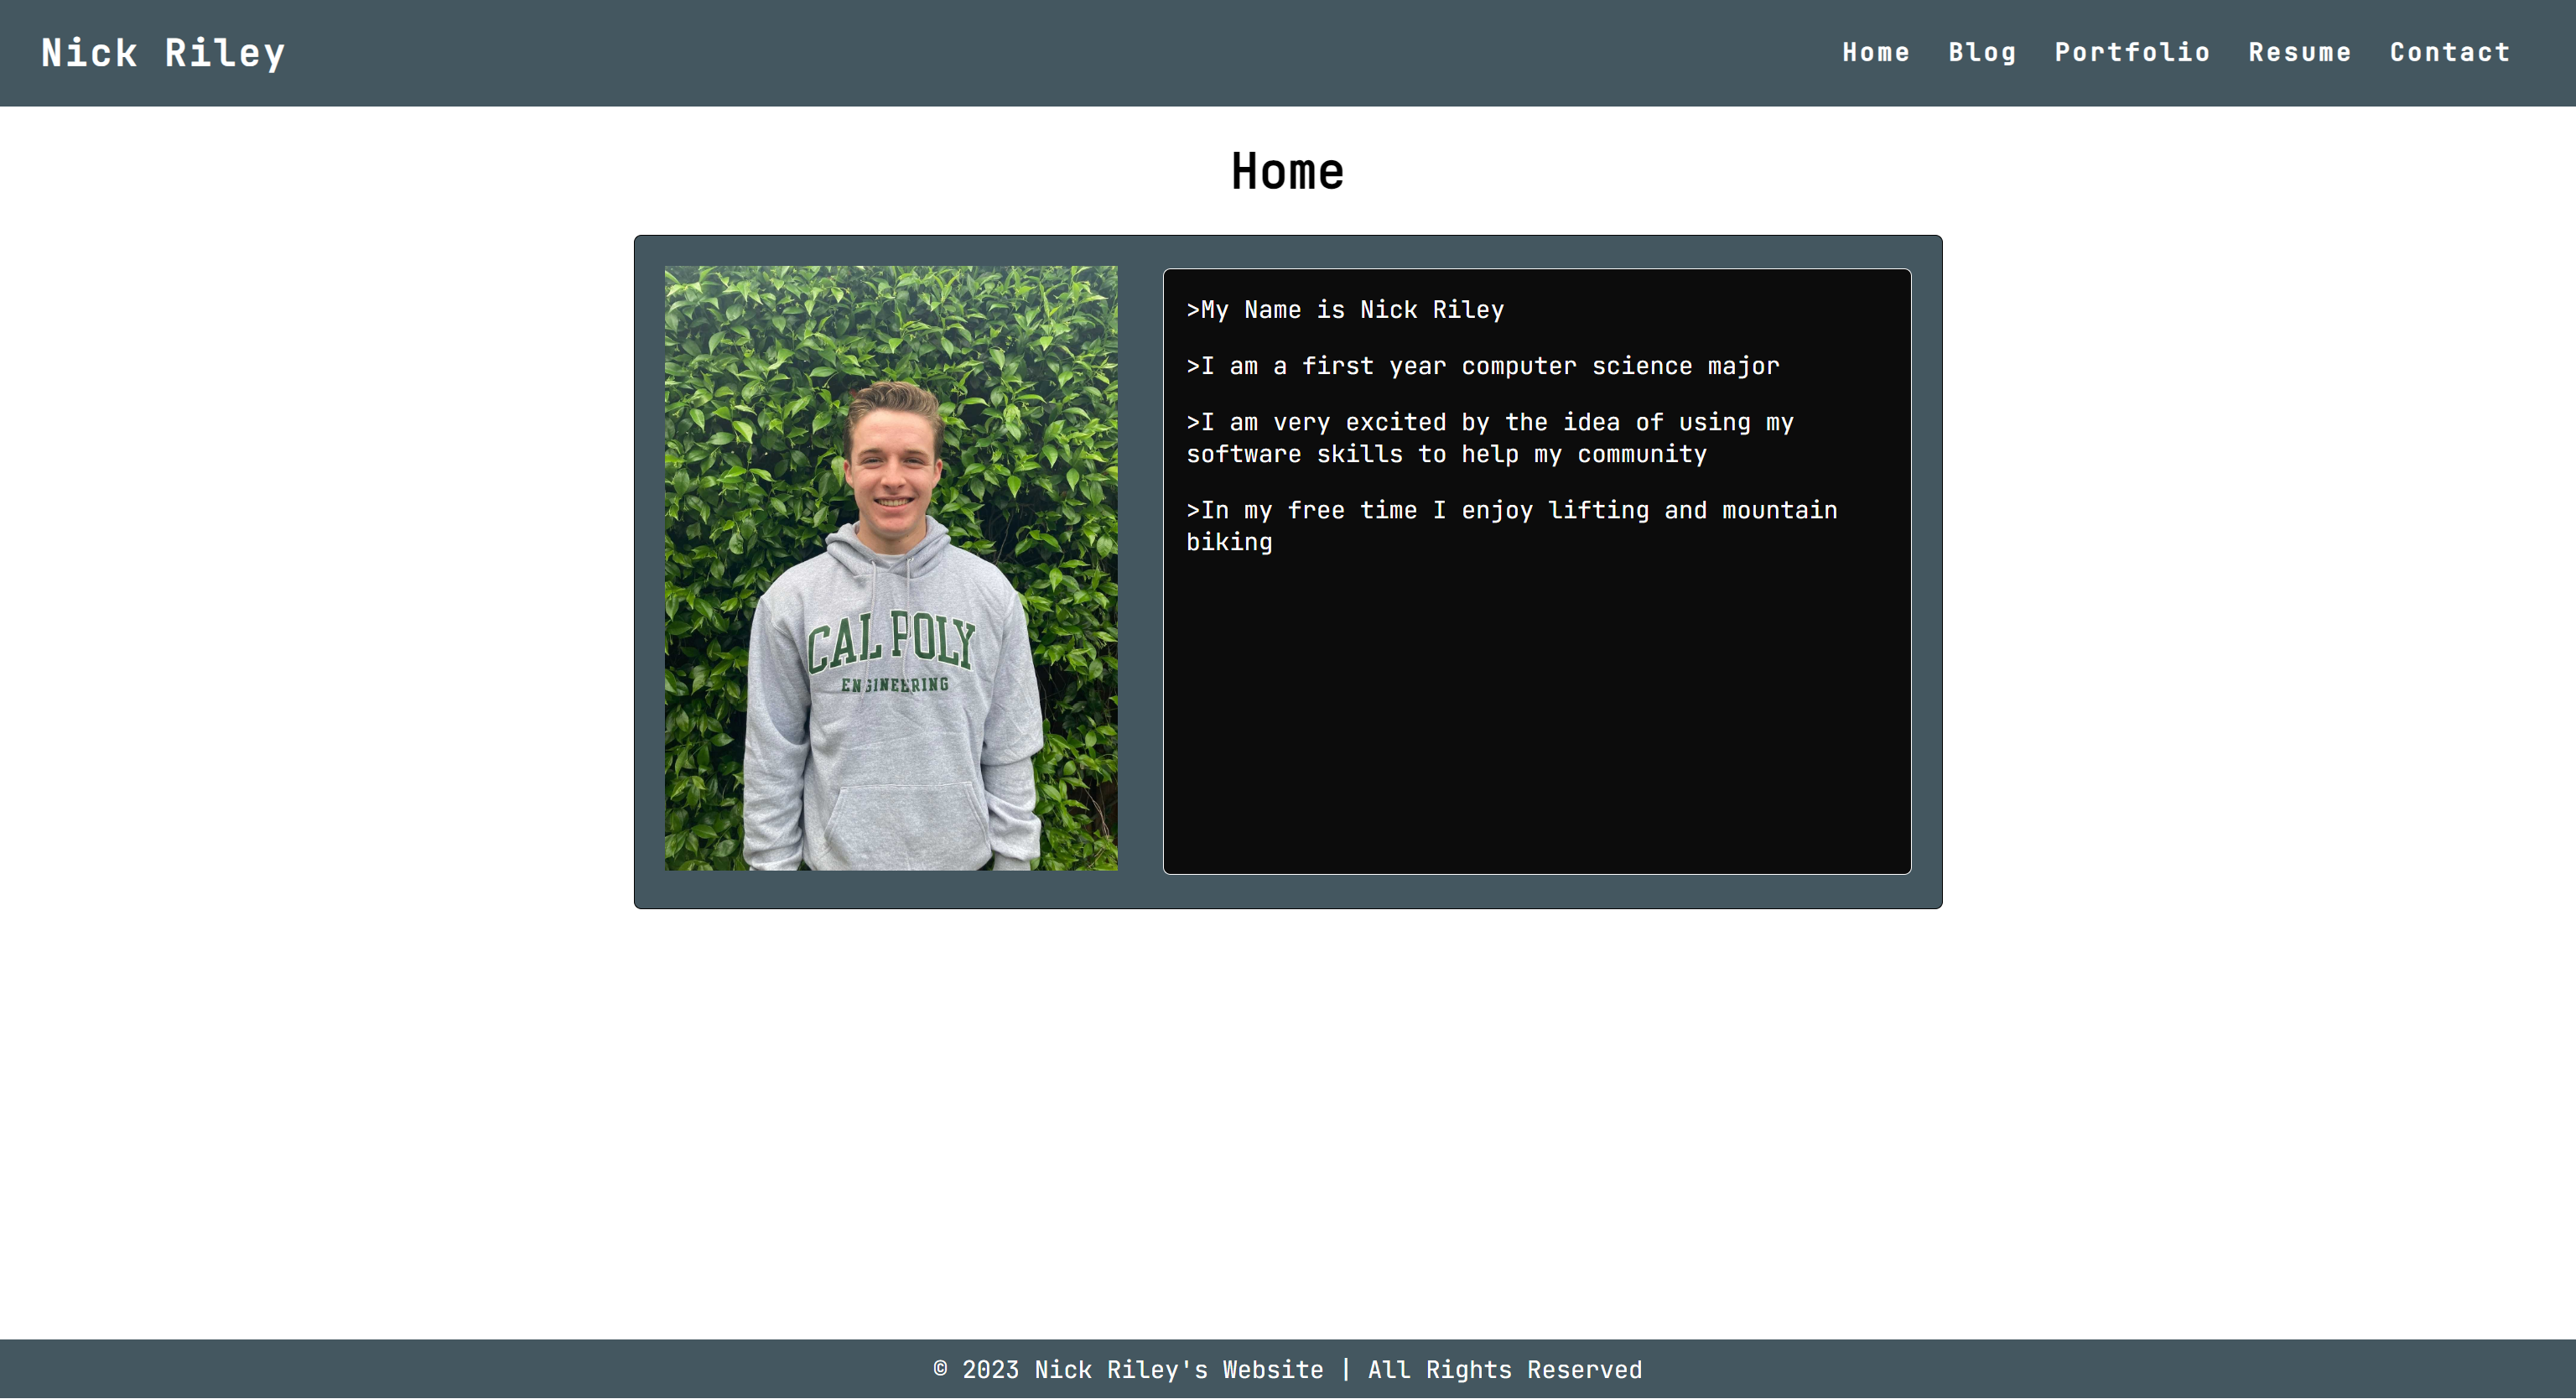 Nick Riley
Home Blog Portfolio Resume Contact
Home
>My Name is Nick Riley
>I am a first year computer science major
>I am very excited by the idea of using my
software skills to help my community
>In my free time I enjoy lifting and mountain
biking
CAL POLY
ENGINEERING
© 2023 Nick Riley's Website | All Rights Reserved